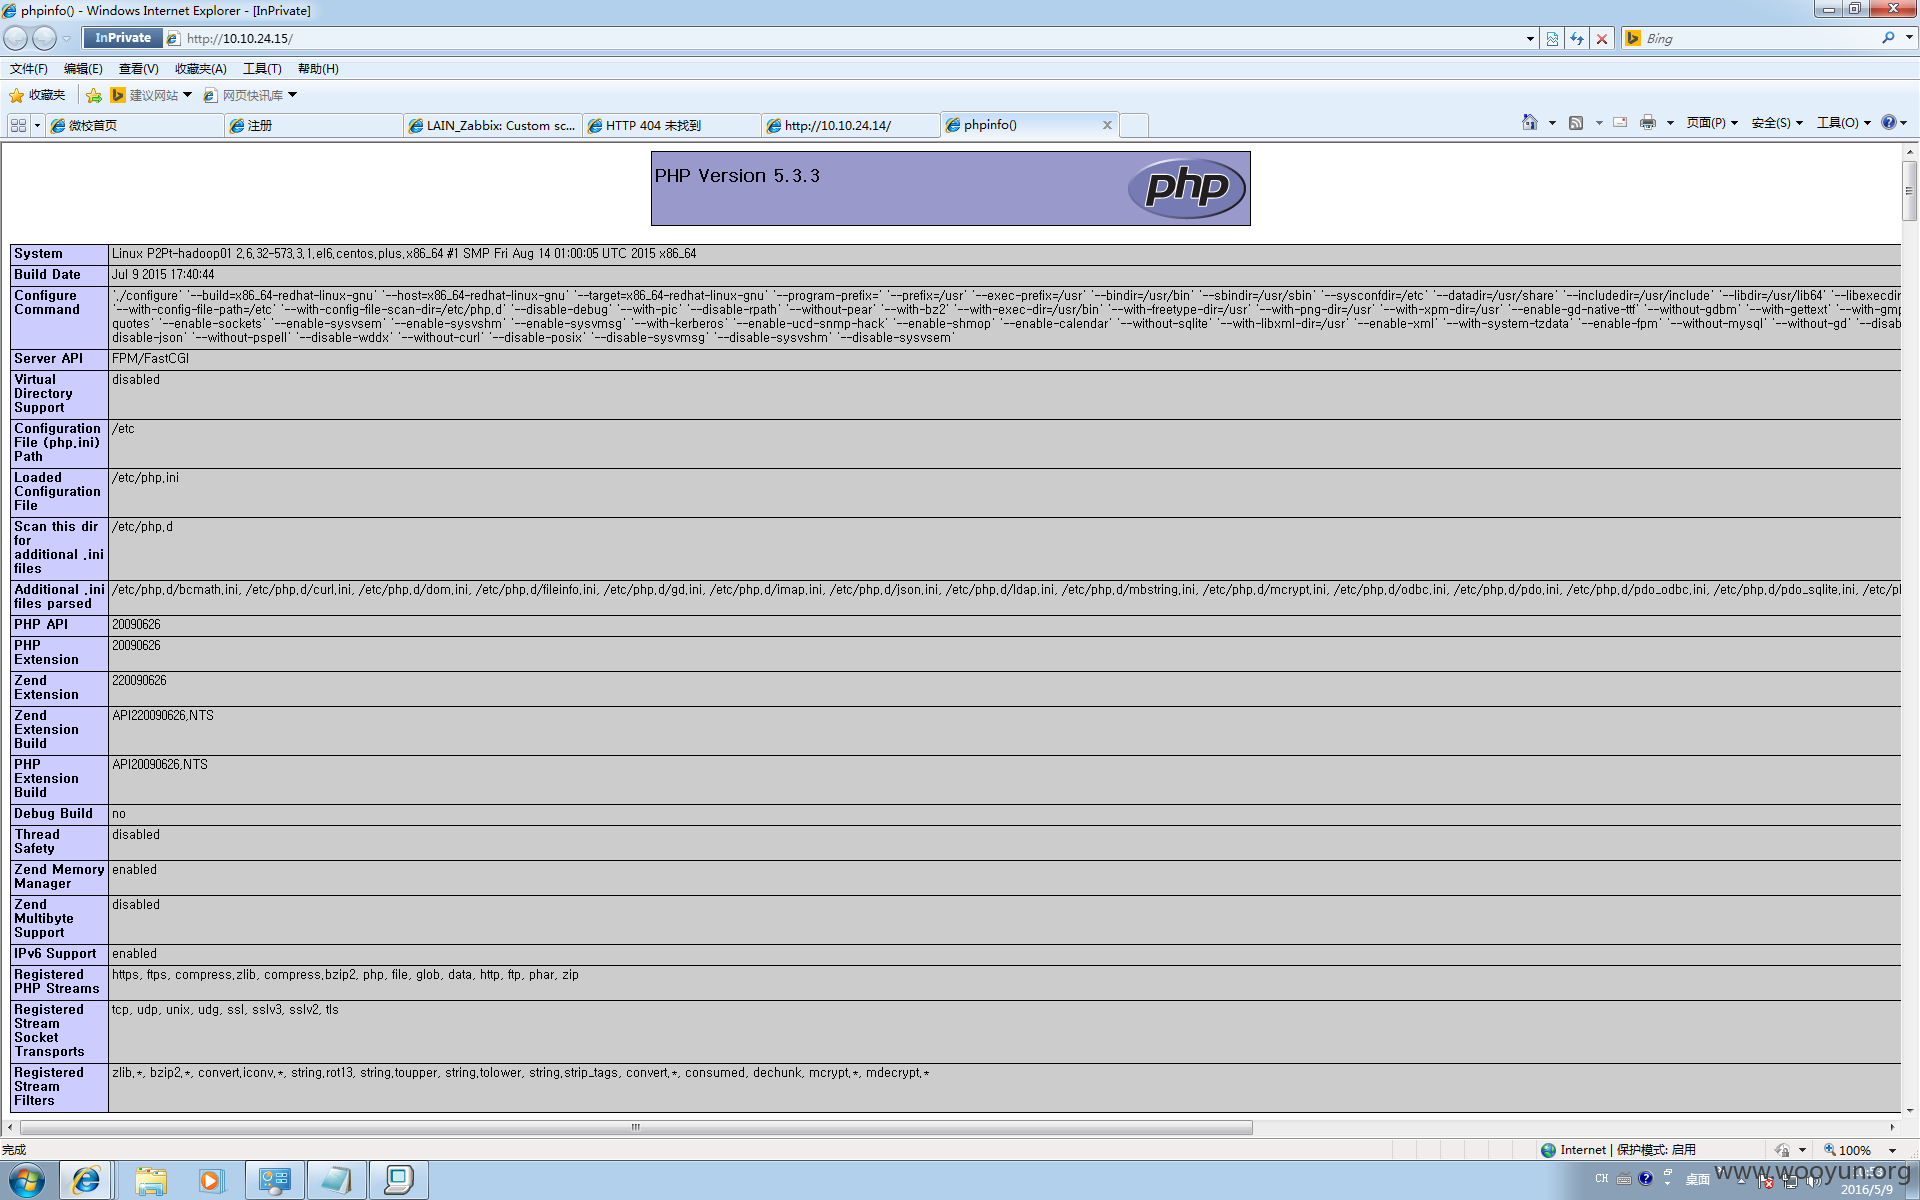 phpinfo() - Windows Internet Explorer - [InPrivate]
InPrivate http://10.10.24.15/ Bing
文件(F) 编辑(E) 查看(V) 收藏夹(A) 工具(T) 帮助(H)
收藏夹 建议网站 网页快讯库
微校首页 注册 LAIN_Zabbix: Custom sc... HTTP 404 未找到 http://10.10.24.14/ phpinfo() 页面(P) 安全(S) 工具(O)
PHP Version 5.3.3
php
System Linux P2Pt-hadoop01 2.6.32-573.3.1.el6.centos.plus.x86_64 #1 SMP Fri Aug 14 01:00:05 UTC 2015 x86_64
Build Date Jul 9 2015 17:40:44
Configure Command
'./configure' '--build=x86_64-redhat-linux-gnu' '--host=x86_64-redhat-linux-gnu' '--target=x86_64-redhat-linux-gnu' '--program-prefix=' '--prefix=/usr' '--exec-prefix=/usr' '--bindir=/usr/bin' '--sbindir=/usr/sbin' '--sysconfdir=/etc' '--datadir=/usr/share' '--includedir=/usr/include' '--libdir=/usr/lib64' '--libexecdir
'--with-config-file-path=/etc' '--with-config-file-scan-dir=/etc/php.d' '--disable-debug' '--with-pic' '--disable-rpath' '--without-pear' '--with-bz2' '--with-exec-dir=/usr/bin' '--with-freetype-dir=/usr' '--with-png-dir=/usr' '--with-xpm-dir=/usr' '--enable-gd-native-ttf' '--without-gdbm' '--with-gettext' '--with-gmp
quotes' '--enable-sockets' '--enable-sysvsem' '--enable-sysvshm' '--enable-sysvmsg' '--with-kerberos' '--enable-ucd-snmp-hack' '--enable-shmop' '--enable-calendar' '--without-sqlite' '--with-libxml-dir=/usr' '--enable-xml' '--with-system-tzdata' '--enable-fpm' '--without-mysql' '--without-gd' '--disab
disable-json' '--without-pspell' '--disable-wddx' '--without-curl' '--disable-posix' '--disable-sysvmsg' '--disable-sysvshm' '--disable-sysvsem'
Server API FPM/FastCGI
Virtual Directory Support disabled
Configuration File (php.ini) Path /etc
Loaded Configuration File /etc/php.ini
Scan this dir for additional .ini files /etc/php.d
Additional .ini files parsed /etc/php.d/bcmath.ini, /etc/php.d/curl.ini, /etc/php.d/dom.ini, /etc/php.d/fileinfo.ini, /etc/php.d/gd.ini, /etc/php.d/imap.ini, /etc/php.d/json.ini, /etc/php.d/ldap.ini, /etc/php.d/mbstring.ini, /etc/php.d/mcrypt.ini, /etc/php.d/odbc.ini, /etc/php.d/pdo.ini, /etc/php.d/pdo_odbc.ini, /etc/php.d/pdo_sqlite.ini, /etc/pl
PHP API 20090626
PHP Extension 20090626
Zend Extension 220090626
Zend Extension Build API220090626,NTS
PHP Extension Build API20090626,NTS
Debug Build no
Thread Safety disabled
Zend Memory Manager enabled
Zend Multibyte Support disabled
IPv6 Support enabled
Registered PHP Streams https, ftps, compress.zlib, compress.bzip2, php, file, glob, data, http, ftp, phar, zip
Registered Stream Socket Transports tcp, udp, unix, udg, ssl, sslv3, sslv2, tls
Registered Stream Filters zlib.*, bzip2.*, convert.iconv.*, string.rot13, string.toupper, string.tolower, string.strip_tags, convert.*, consumed, dechunk, mcrypt.*, mdecrypt.*
完成 Internet | 保护模式: 启用 100%
CH 桌面 www.wooyun.org
2016/5/9